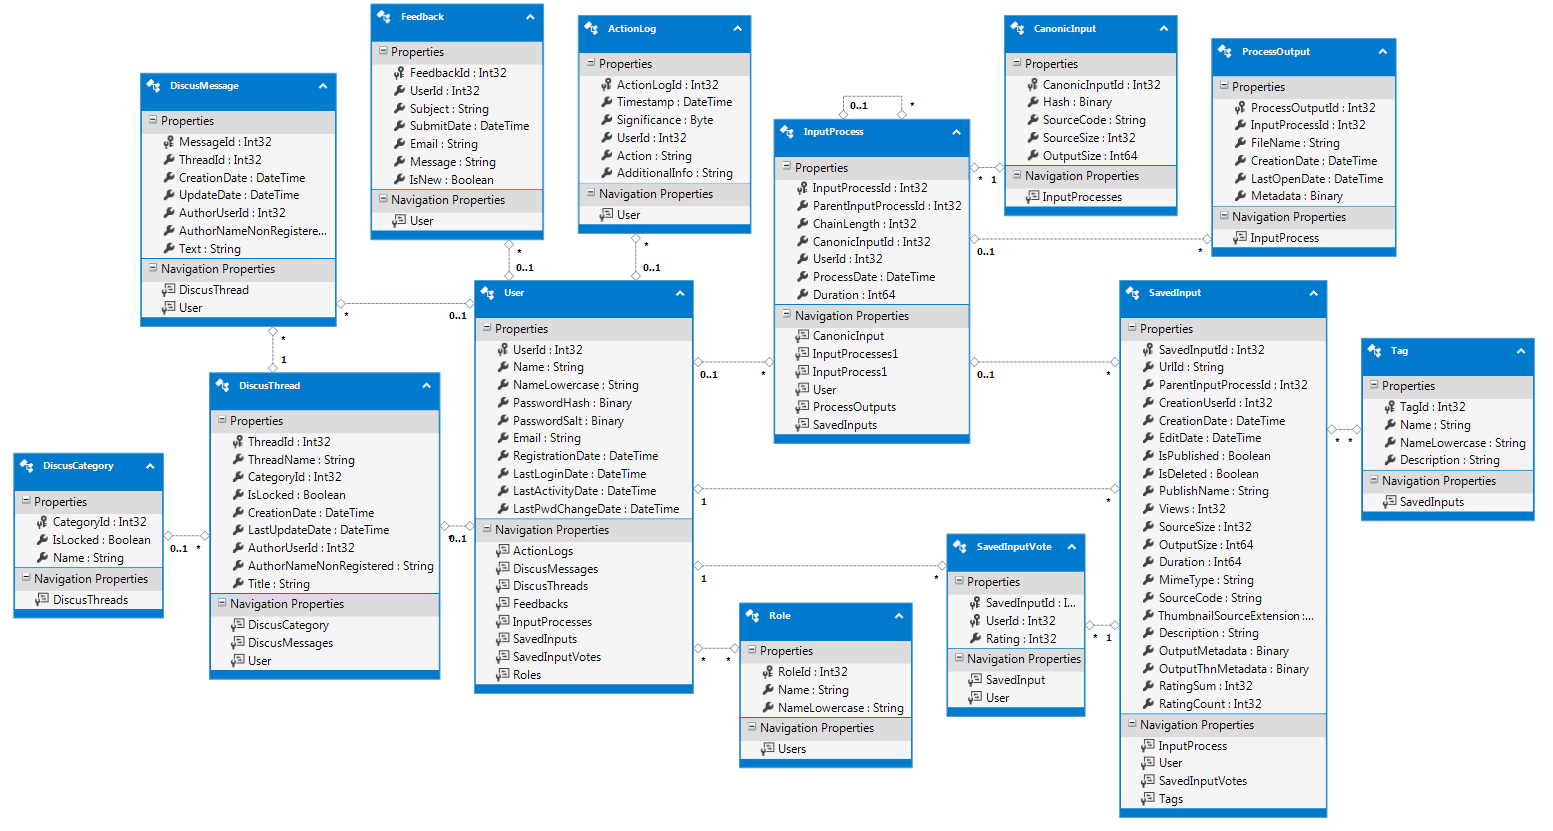 Feedback
Properties
FeedbackId : Int32
UserId : Int32
Subject : String
SubmitDate : DateTime
Email : String
Message : String
IsNew : Boolean
Navigation Properties
User
ActionLog
Properties
ActionLogId : Int32
Timestamp : DateTime
Significance : Byte
UserId : Int32
Action : String
AdditionalInfo : String
Navigation Properties
User
CanonicInput
Properties
CanonicInputId : Int32
Hash : Binary
SourceCode : String
SourceSize : Int32
OutputSize : Int64
Navigation Properties
InputProcesses
ProcessOutput
Properties
ProcessOutputId : Int32
InputProcessId : Int32
FileName : String
CreationDate : DateTime
LastOpenDate : DateTime
Metadata : Binary
Navigation Properties
InputProcess
DiscusMessage
Properties
MessageId : Int32
ThreadId : Int32
CreationDate : DateTime
UpdateDate : DateTime
AuthorUserId : Int32
AuthorNameNonRegistere...
Text : String
Navigation Properties
DiscusThread
User
0..1 *
InputProcess
Properties
InputProcessId : Int32
ParentInputProcessId : Int32
ChainLength : Int32
CanonicInputId : Int32
UserId : Int32
ProcessDate : DateTime
Duration : Int64
Navigation Properties
CanonicInput
InputProcesses1
InputProcess1
User
ProcessOutputs
SavedInputs
* 1
0..1 *
*
0..1
*
0..1
* 0..1
*
1
User
Properties
UserId : Int32
Name : String
NameLowercase : String
PasswordHash : Binary
PasswordSalt : Binary
Email : String
RegistrationDate : DateTime
LastLoginDate : DateTime
LastActivityDate : DateTime
LastPwdChangeDate : DateTime
Navigation Properties
ActionLogs
DiscusMessages
DiscusThreads
Feedbacks
InputProcesses
SavedInputs
SavedInputVotes
Roles
0..1 *
0..1 *
1 *
1 *
* *
SavedInput
Properties
SavedInputId : Int32
UrlId : String
ParentInputProcessId : Int32
CreationUserId : Int32
CreationDate : DateTime
EditDate : DateTime
IsPublished : Boolean
IsDeleted : Boolean
PublishName : String
Views : Int32
SourceSize : Int32
OutputSize : Int64
Duration : Int64
MimeType : String
SourceCode : String
ThumbnailSourceExtension :...
Description : String
OutputMetadata : Binary
OutputThnMetadata : Binary
RatingSum : Int32
RatingCount : Int32
Navigation Properties
InputProcess
User
SavedInputVotes
Tags
* *
Tag
Properties
TagId : Int32
Name : String
NameLowercase : String
Description : String
Navigation Properties
SavedInputs
DiscusThread
Properties
ThreadId : Int32
ThreadName : String
CategoryId : Int32
IsLocked : Boolean
CreationDate : DateTime
LastUpdateDate : DateTime
AuthorUserId : Int32
AuthorNameNonRegistered : String
Title : String
Navigation Properties
DiscusCategory
DiscusMessages
User
* 0..1
DiscusCategory
Properties
CategoryId : Int32
IsLocked : Boolean
Name : String
Navigation Properties
DiscusThreads
0..1 *
SavedInputVote
Properties
SavedInputId : I...
UserId : Int32
Rating : Int32
Navigation Properties
SavedInput
User
* 1
Role
Properties
RoleId : Int32
Name : String
NameLowercase : String
Navigation Properties
Users